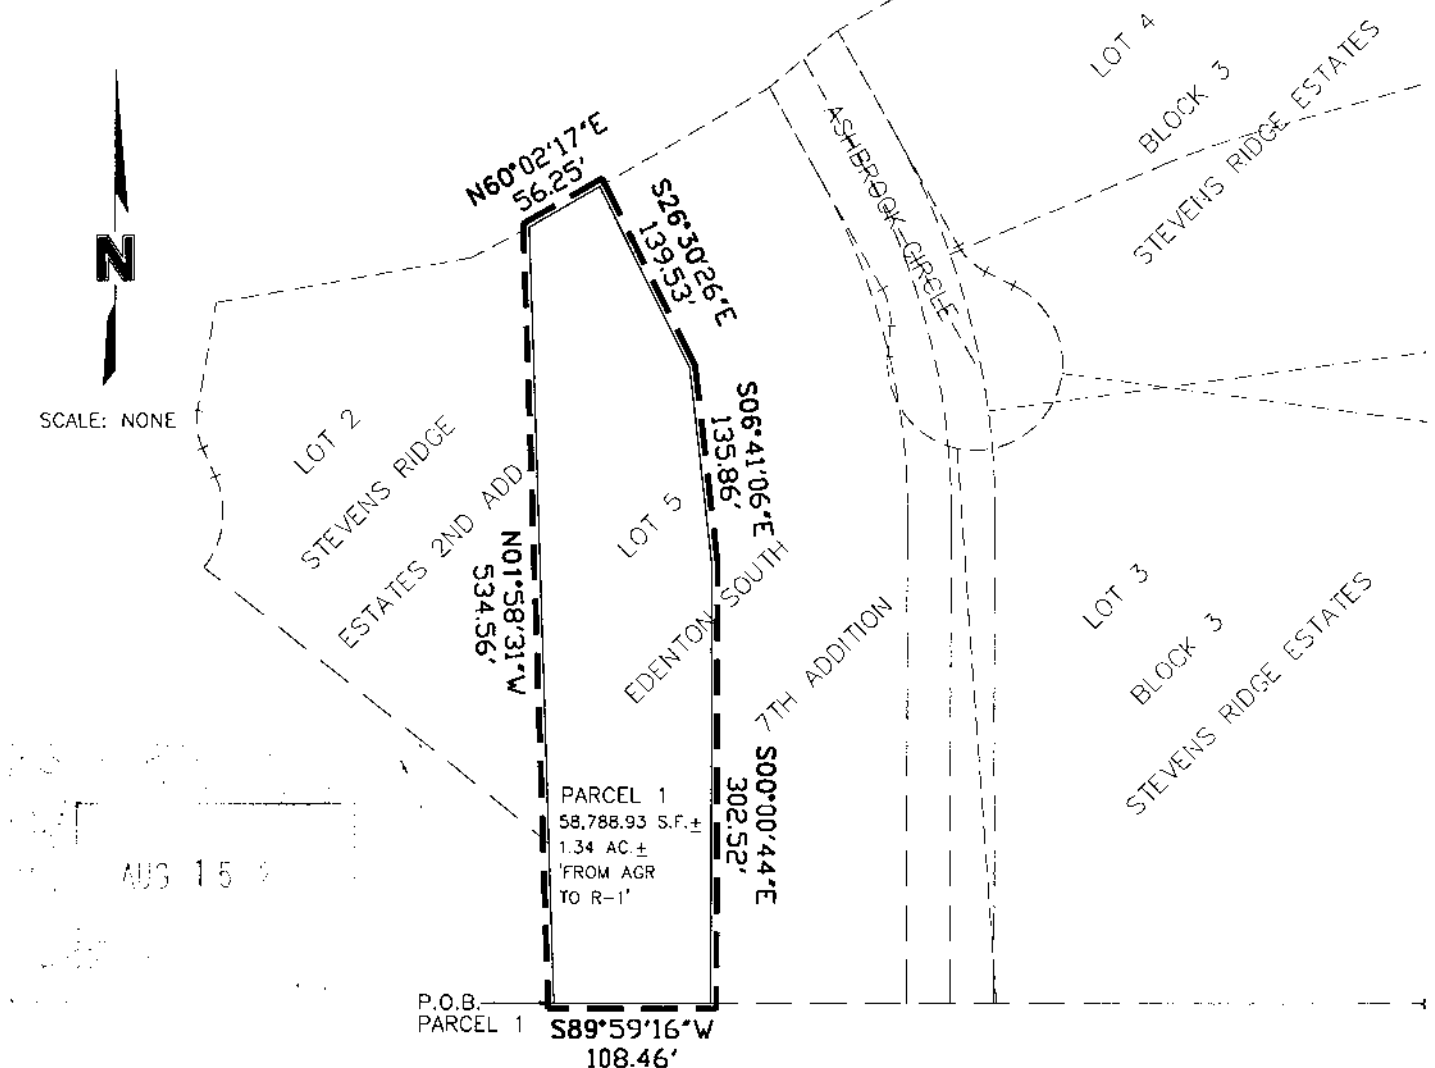 LOT 4
BLOCK 3
STEVENS RIDGE ESTATES
ASHBROOK CIRCLE
N60°02'17"E
56.25'
S26°30'26"E
139.53'
N
SCALE: NONE
S06°41'06"E
135.86'
LOT 2
STEVENS RIDGE
ESTATES 2ND ADD
LOT 5
EDENTON SOUTH
7TH ADDITION
N01°58'31"W
534.56'
LOT 3
BLOCK 3
STEVENS RIDGE ESTATES
S00°00'44"E
302.52'
PARCEL 1
58,788.93 S.F.±
1.34 AC.±
'FROM AGR
TO R-1'
AUG 15
P.O.B.
PARCEL 1
S89°59'16"W
108.46'